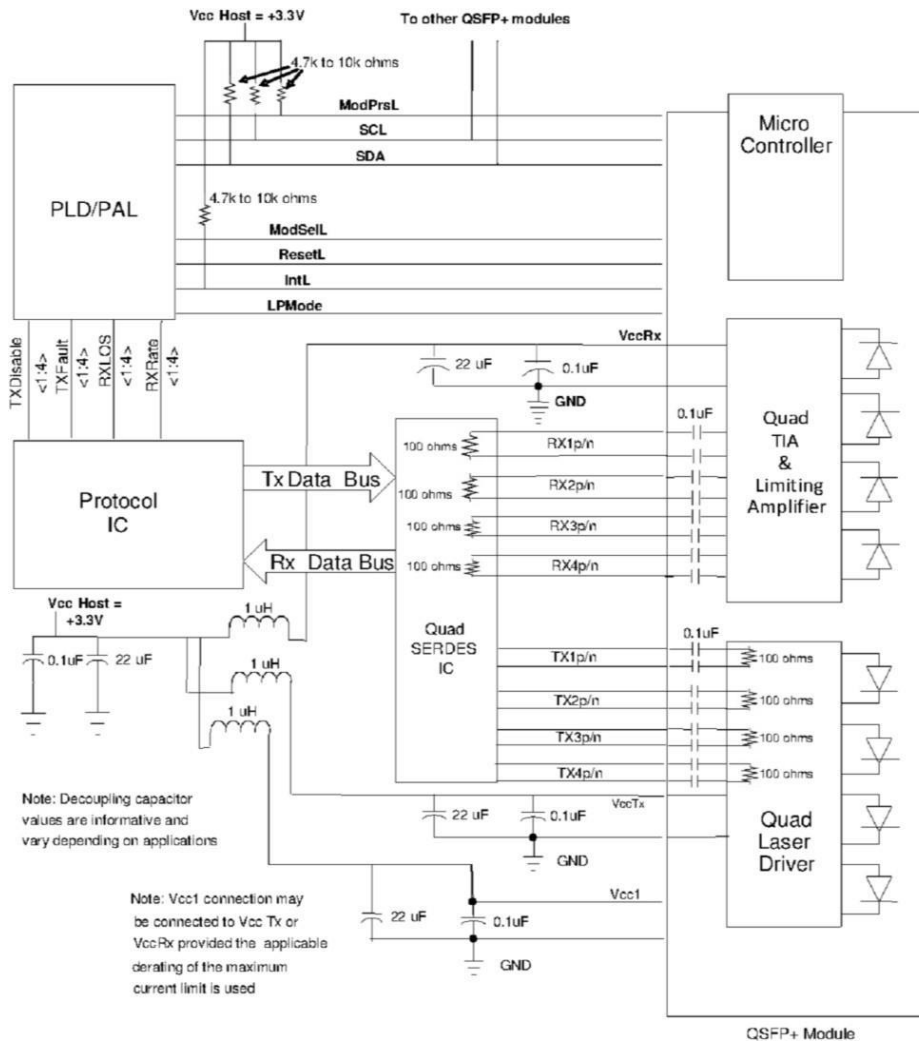 Vcc Host = +3.3V
To other QSFP+ modules
4.7k to 10k ohms
ModPrsL
SCL
SDA
Micro
Controller
PLD/PAL
4.7k to 10k ohms
ModSelL
ResetL
IntL
LPMode
TXDisable
<1:4>
TXFault
<1:4>
RXLOS
<1:4>
RXRate
<1:4>
VccRx
22 uF
0.1uF
GND
0.1uF
Quad
TIA
&
Limiting
Amplifier
100 ohms
RX1p/n
100 ohms
RX2p/n
100 ohms
RX3p/n
100 ohms
RX4p/n
Tx Data Bus
Protocol
IC
Rx Data Bus
Vcc Host =
+3.3V
0.1uF
22 uF
1 uH
1 uH
1 uH
Quad
SERDES
IC
0.1uF
TX1p/n
100 ohms
TX2p/n
100 ohms
TX3p/n
100 ohms
TX4p/n
100 ohms
Quad
Laser
Driver
Note: Decoupling capacitor
values are informative and
vary depending on applications
VccTx
22 uF
0.1uF
GND
Note: Vcc1 connection may
be connected to Vcc Tx or
VccRx provided the applicable
derating of the maximum
current limit is used
Vcc1
22 uF
0.1uF
GND
QSFP+ Module